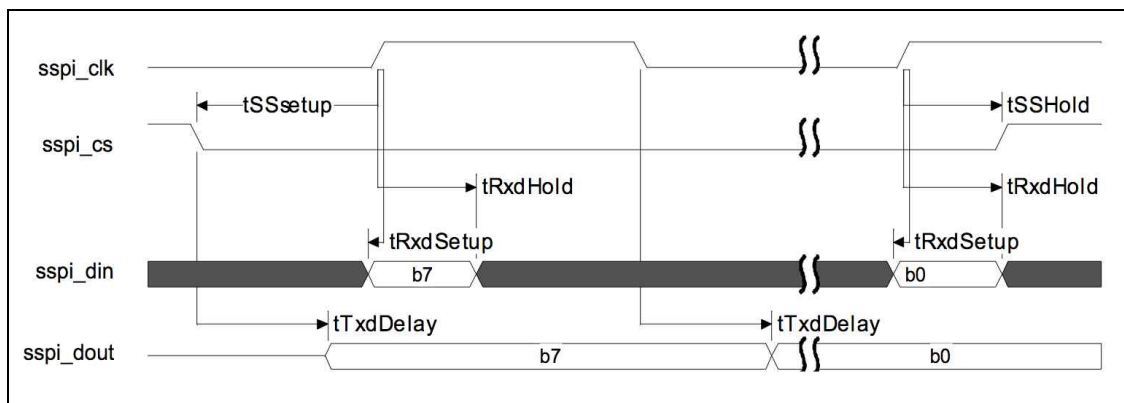 sspi_clk
tSSsetup
tSSHold
sspi_cs
tRxdHold
tRxdHold
tRxdSetup
tRxdSetup
sspi_din
b7
b0
tTxdDelay
tTxdDelay
sspi_dout
b7
b0